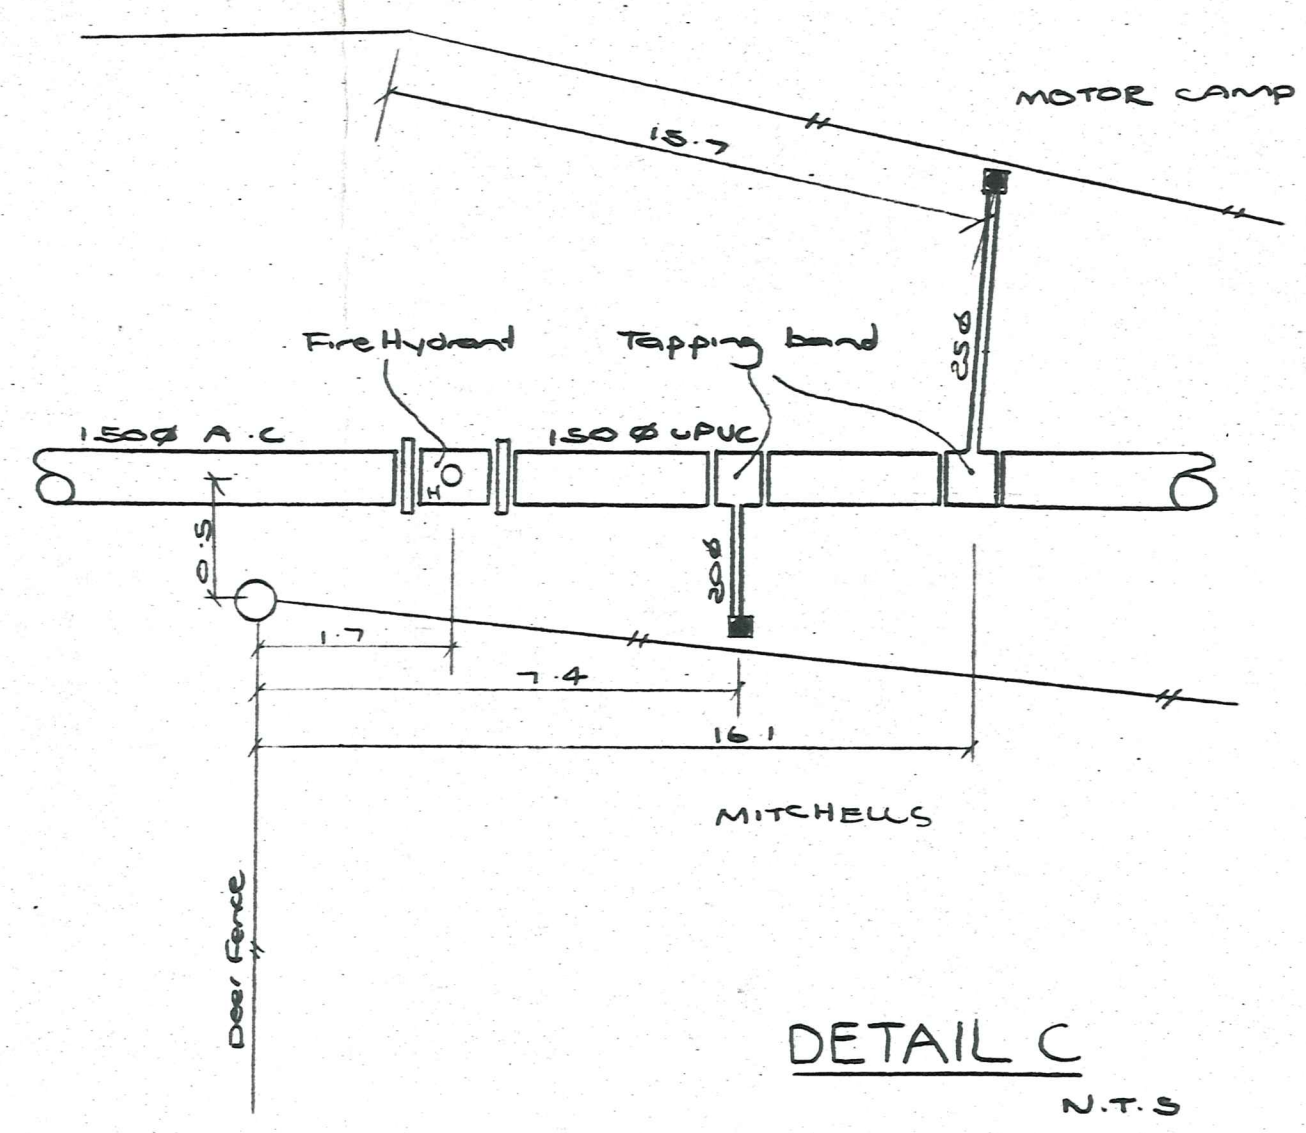 MOTOR CAMP
15.7
Fire Hydrant
Tapping band
25ø
150ø A.C
150ø uPVC
H
0.5
20ø
1.7
7.4
16.1
MITCHELLS
Deer Fence
DETAIL C
N.T.S